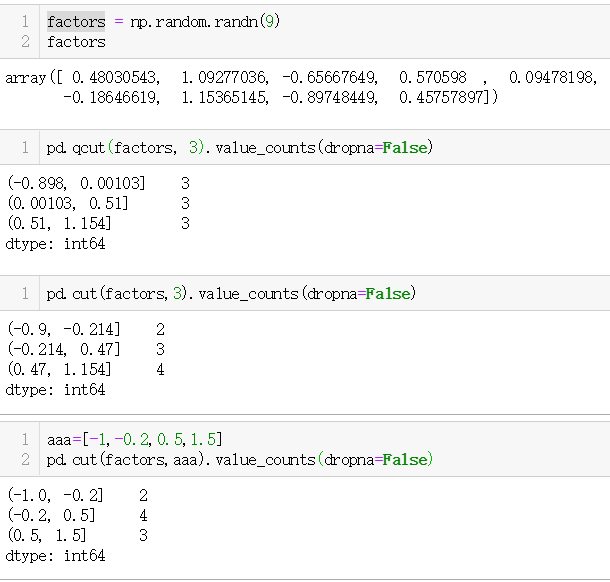 1 factors = np.random.randn(9)
2 factors
array([ 0.48030543, 1.09277036, -0.65667649, 0.570598 , 0.09478198,
-0.18646619, 1.15365145, -0.89748449, 0.45757897])
1 pd.qcut(factors, 3).value_counts(dropna=False)
(-0.898, 0.00103] 3
(0.00103, 0.51] 3
(0.51, 1.154] 3
dtype: int64
1 pd.cut(factors,3).value_counts(dropna=False)
(-0.9, -0.214] 2
(-0.214, 0.47] 3
(0.47, 1.154] 4
dtype: int64
1 aaa=[-1,-0.2,0.5,1.5]
2 pd.cut(factors,aaa).value_counts(dropna=False)
(-1.0, -0.2] 2
(-0.2, 0.5] 4
(0.5, 1.5] 3
dtype: int64